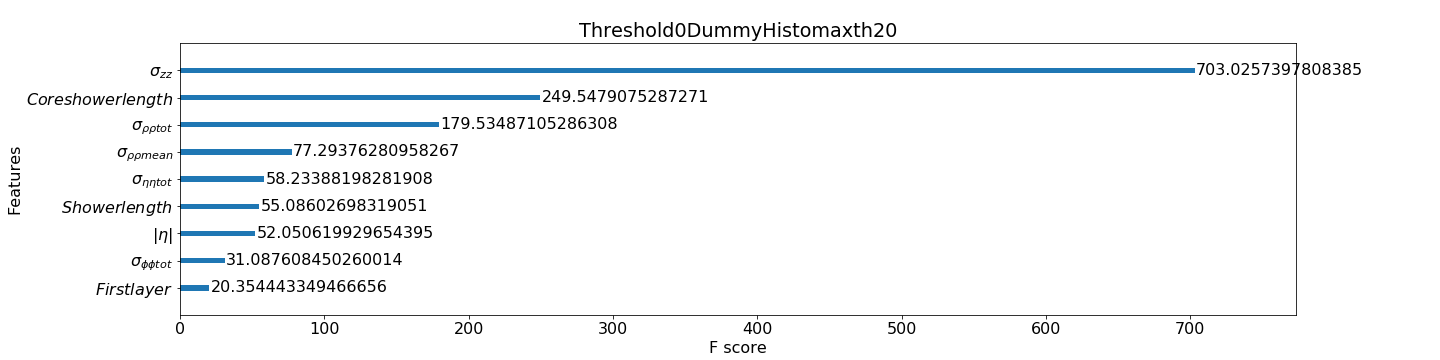 Threshold0DummyHistomaxth20
σzz 703.0257397808385
Coreshowerlength 249.5479075287271
σρρtot 179.53487105286308
σρρmean 77.29376280958267
σηηtot 58.23388198281908
Showerlength 55.08602698319051
|η| 52.050619929654395
σϕϕtot 31.087608450260014
Firstlayer 20.354443349466656
Features
0 100 200 300 400 500 600 700
F score